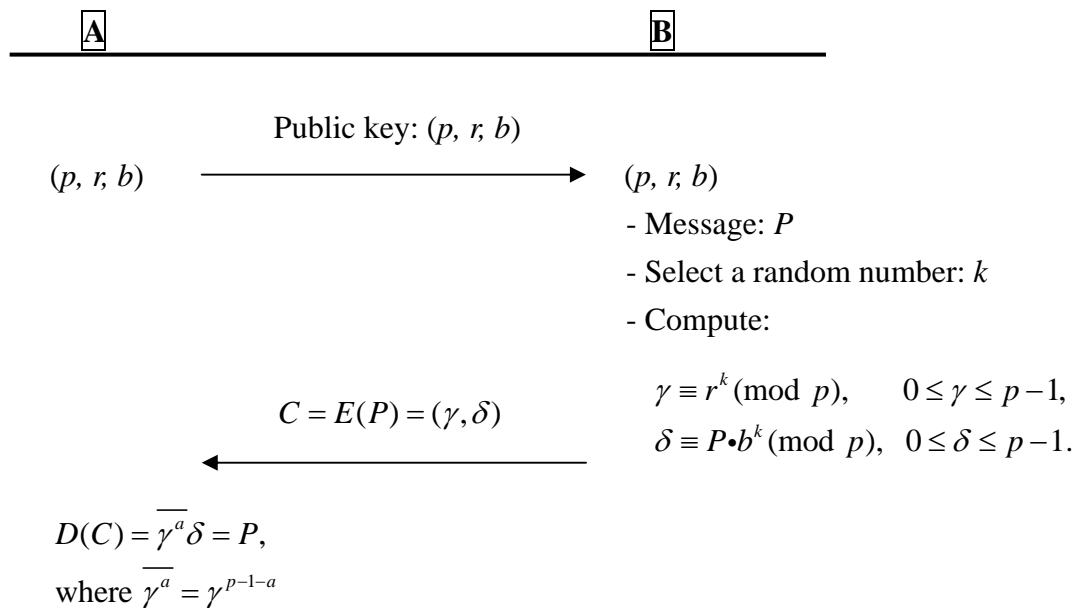 A B
Public key: (p, r, b)
(p, r, b) (p, r, b)
- Message: P
- Select a random number: k
- Compute:
γ ≡ r^k (mod p), 0 ≤ γ ≤ p−1,
C = E(P) = (γ, δ)
δ ≡ P•b^k (mod p), 0 ≤ δ ≤ p−1.
D(C) = \overline{γ^a}δ = P,
where \overline{γ^a} = γ^{p−1−a}